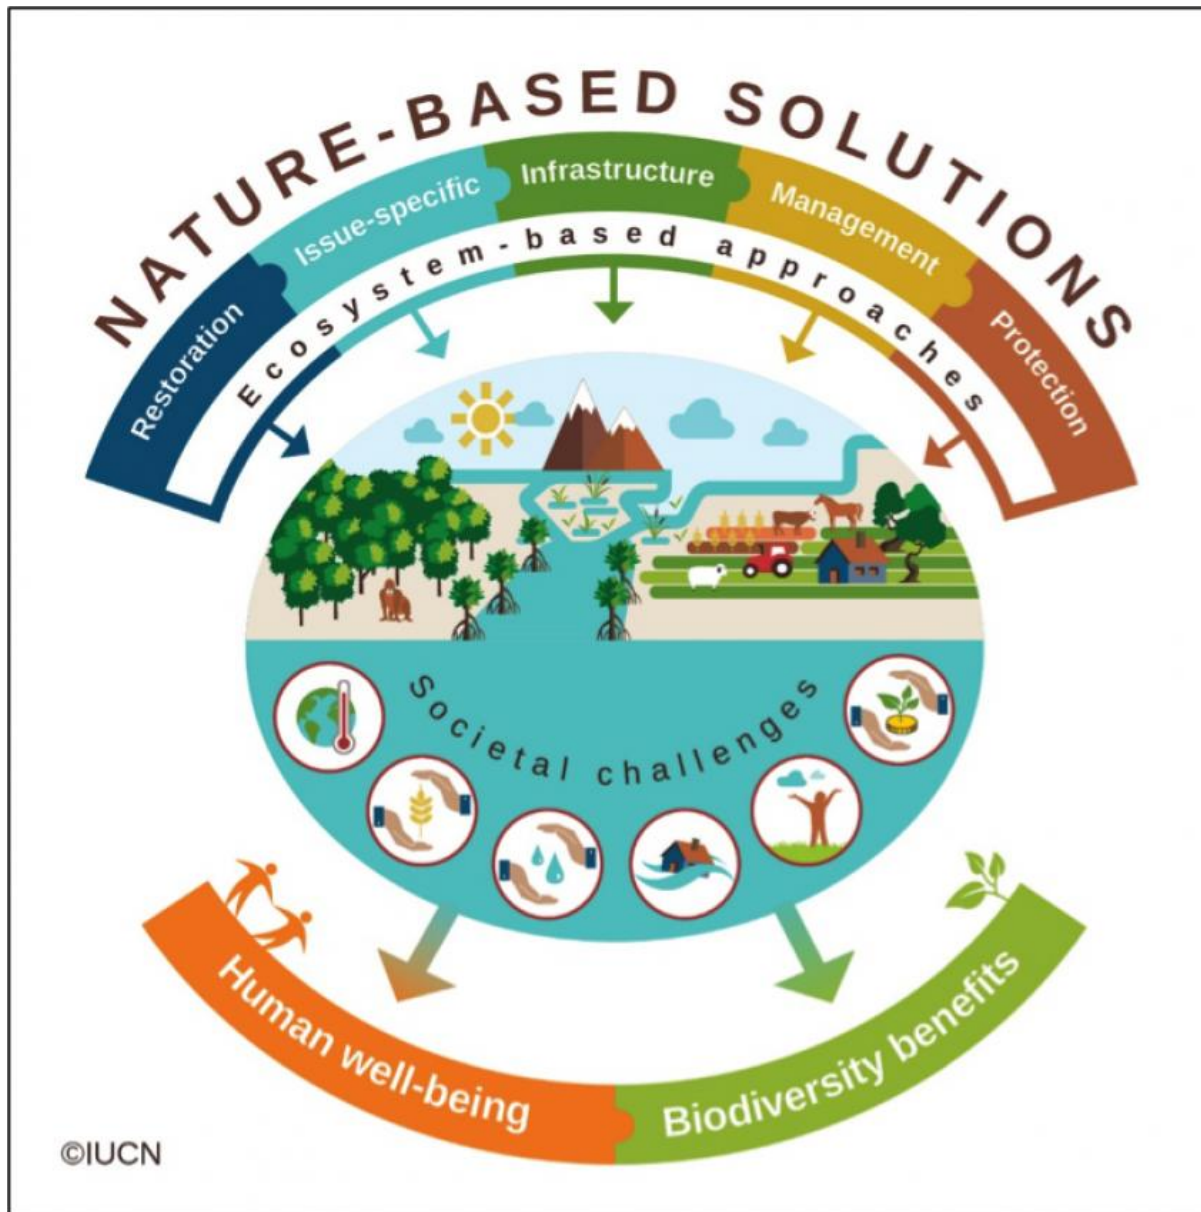 NATURE-BASED SOLUTIONS
Restoration
Issue-specific
Infrastructure
Management
Protection
Ecosystem-based approaches
Societal challenges
Human well-being
Biodiversity benefits
©IUCN